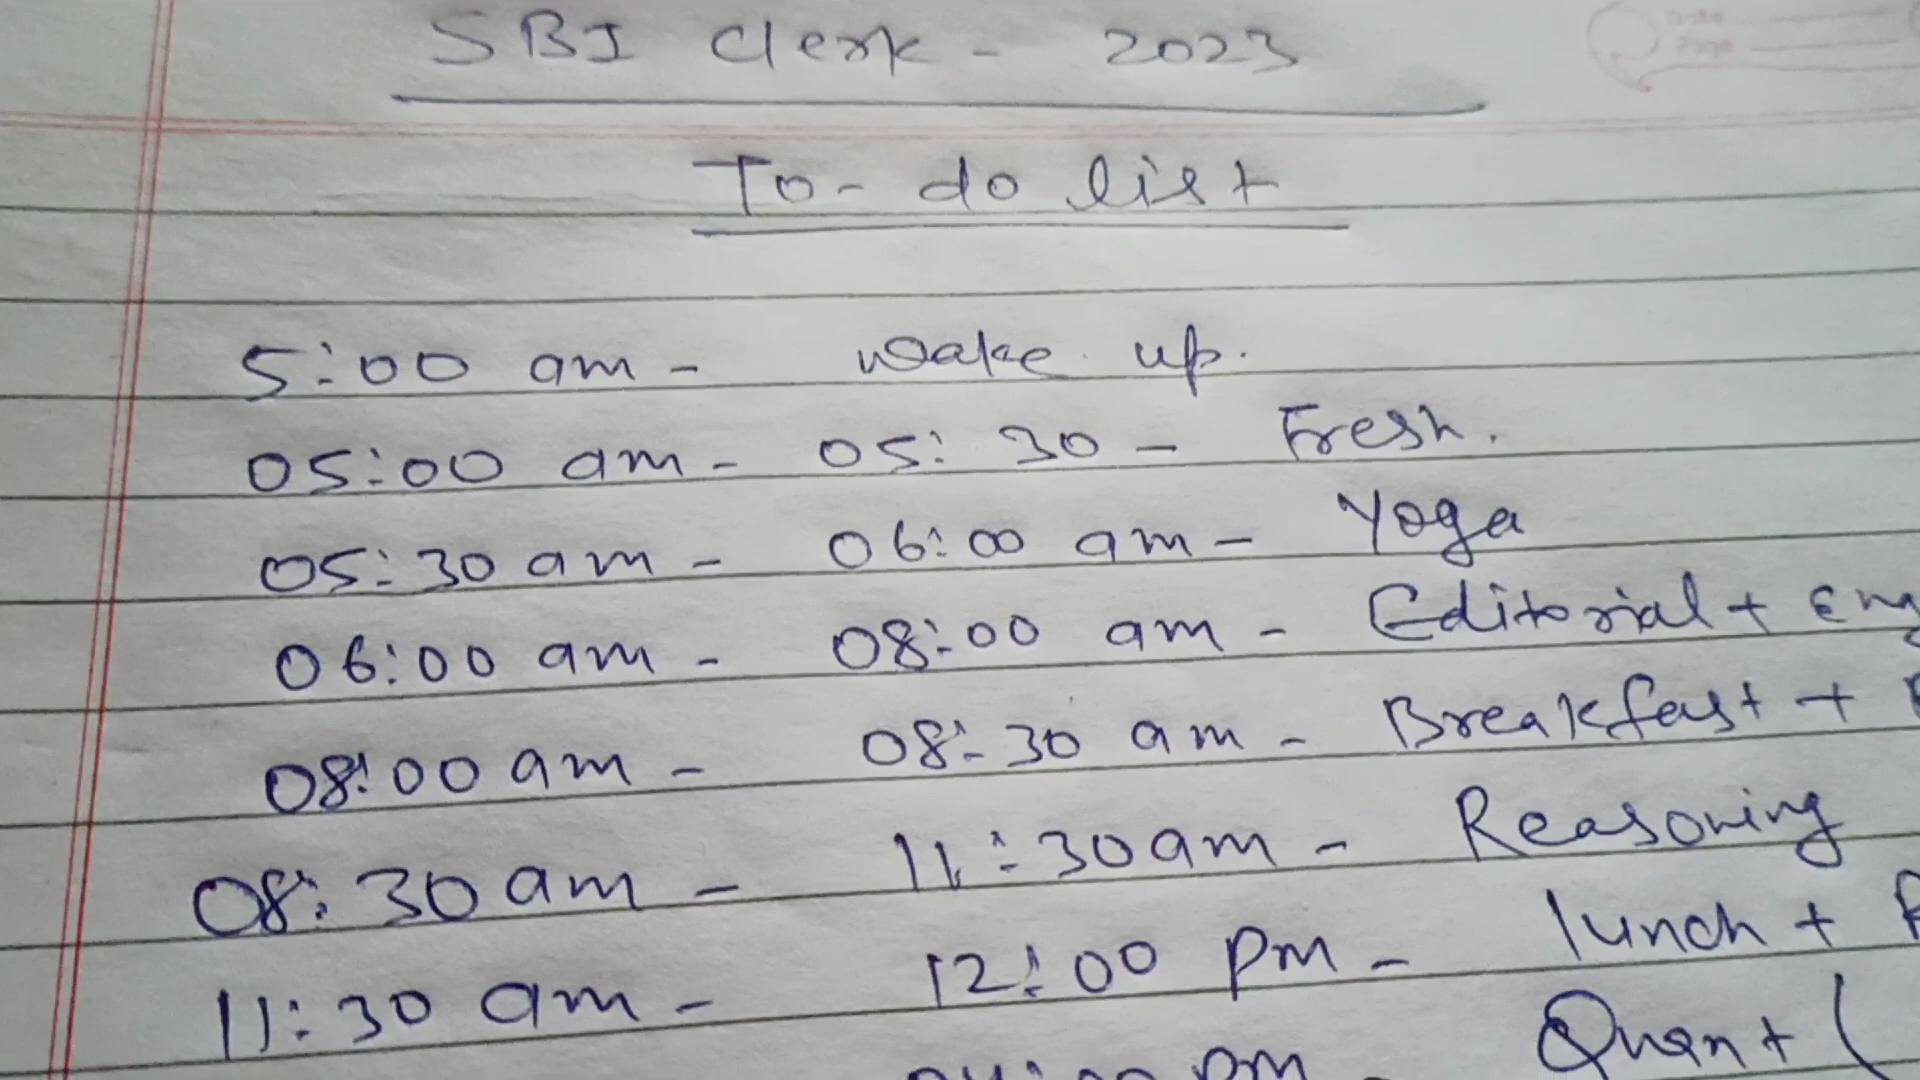 SBI Clerk - 2023
To-do list
5:00 am - wake up.
05:00 am - 05:30 - Fresh.
05:30 am - 06:00 am - Yoga
06:00 am - 08:00 am - Editorial + Eng
08:00 am - 08:30 am - Breakfast +
08:30 am - 11:30 am - Reasoning
11:30 am - 12:00 pm - lunch +
pm - Quant (